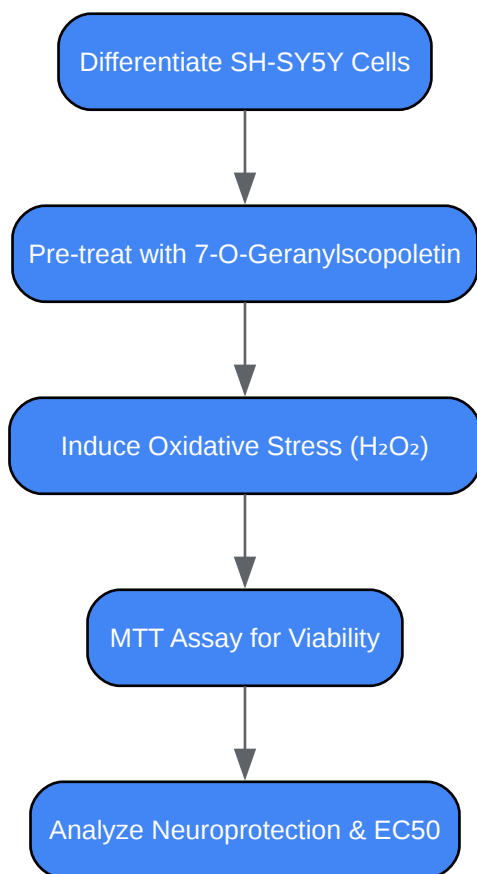 Differentiate SH-SY5Y Cells
Pre-treat with 7-O-Geranylscopoletin
Induce Oxidative Stress (H₂O₂)
MTT Assay for Viability
Analyze Neuroprotection & EC50